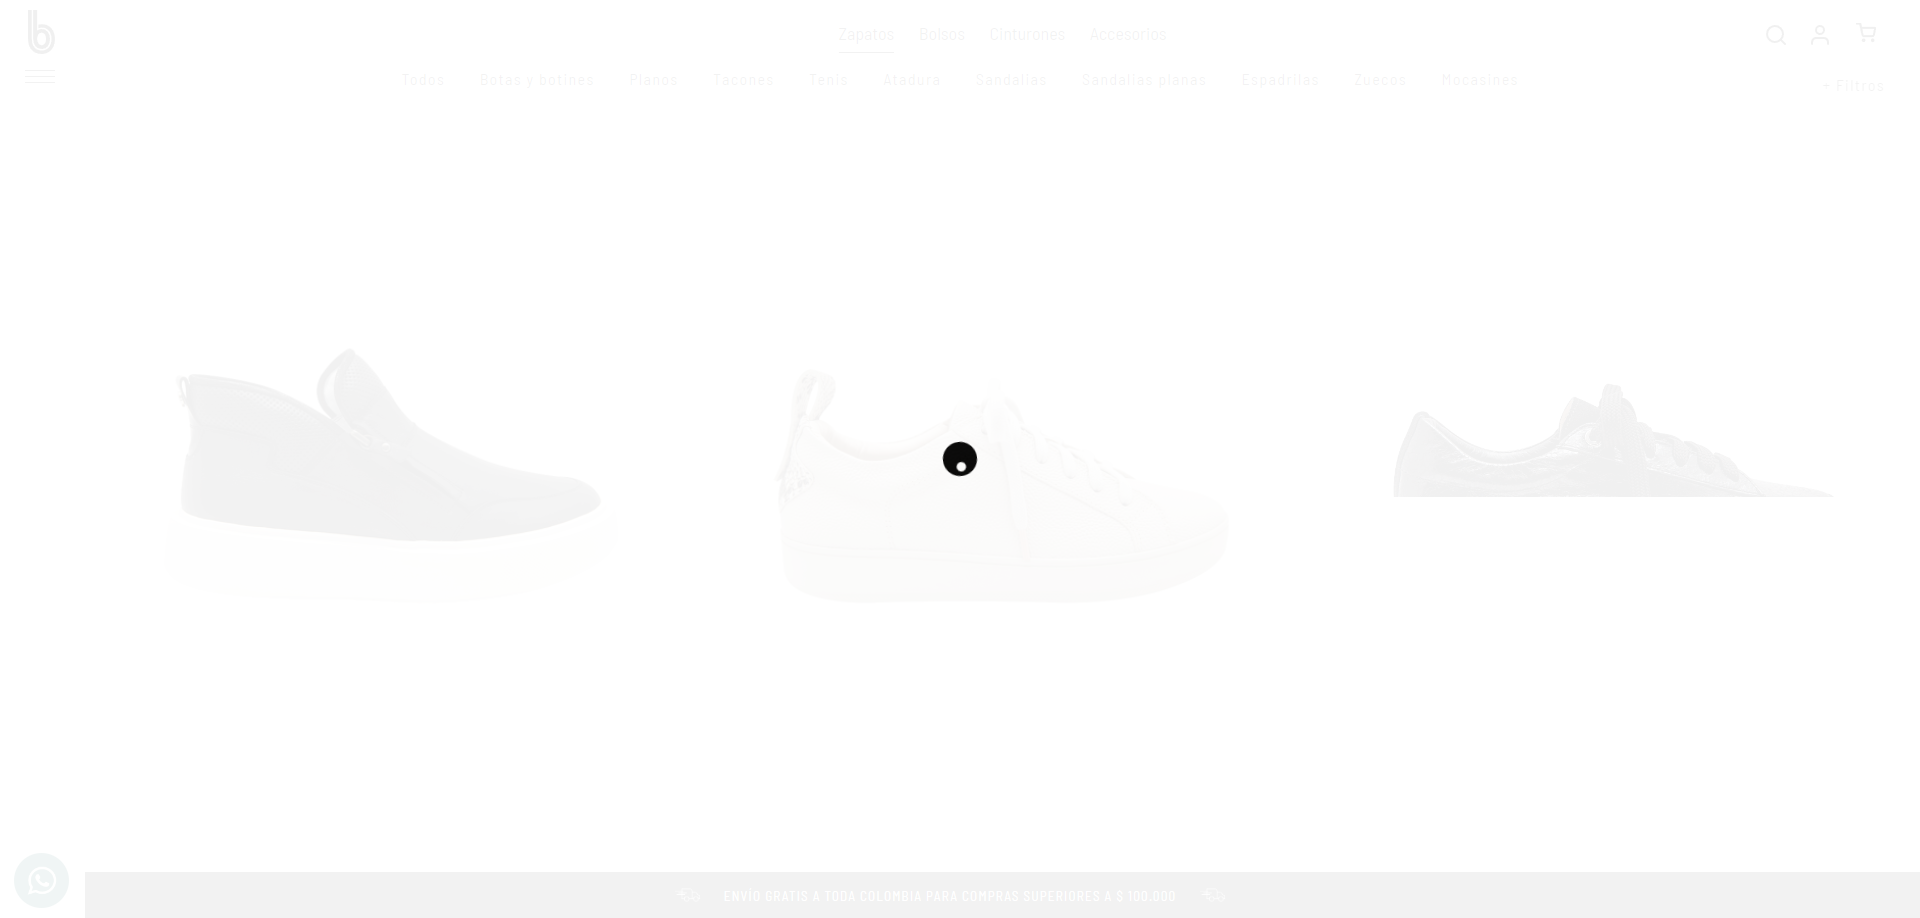 b
Zapatos Bolsos Cinturones Accesorios
Todos Botas y botines Planos Tacones Tenis Atadura Sandalias Sandalias planas Espadrilas Zuecos Mocasines
+ Filtros
ENVÍO GRATIS A TODA COLOMBIA PARA COMPRAS SUPERIORES A $ 100.000